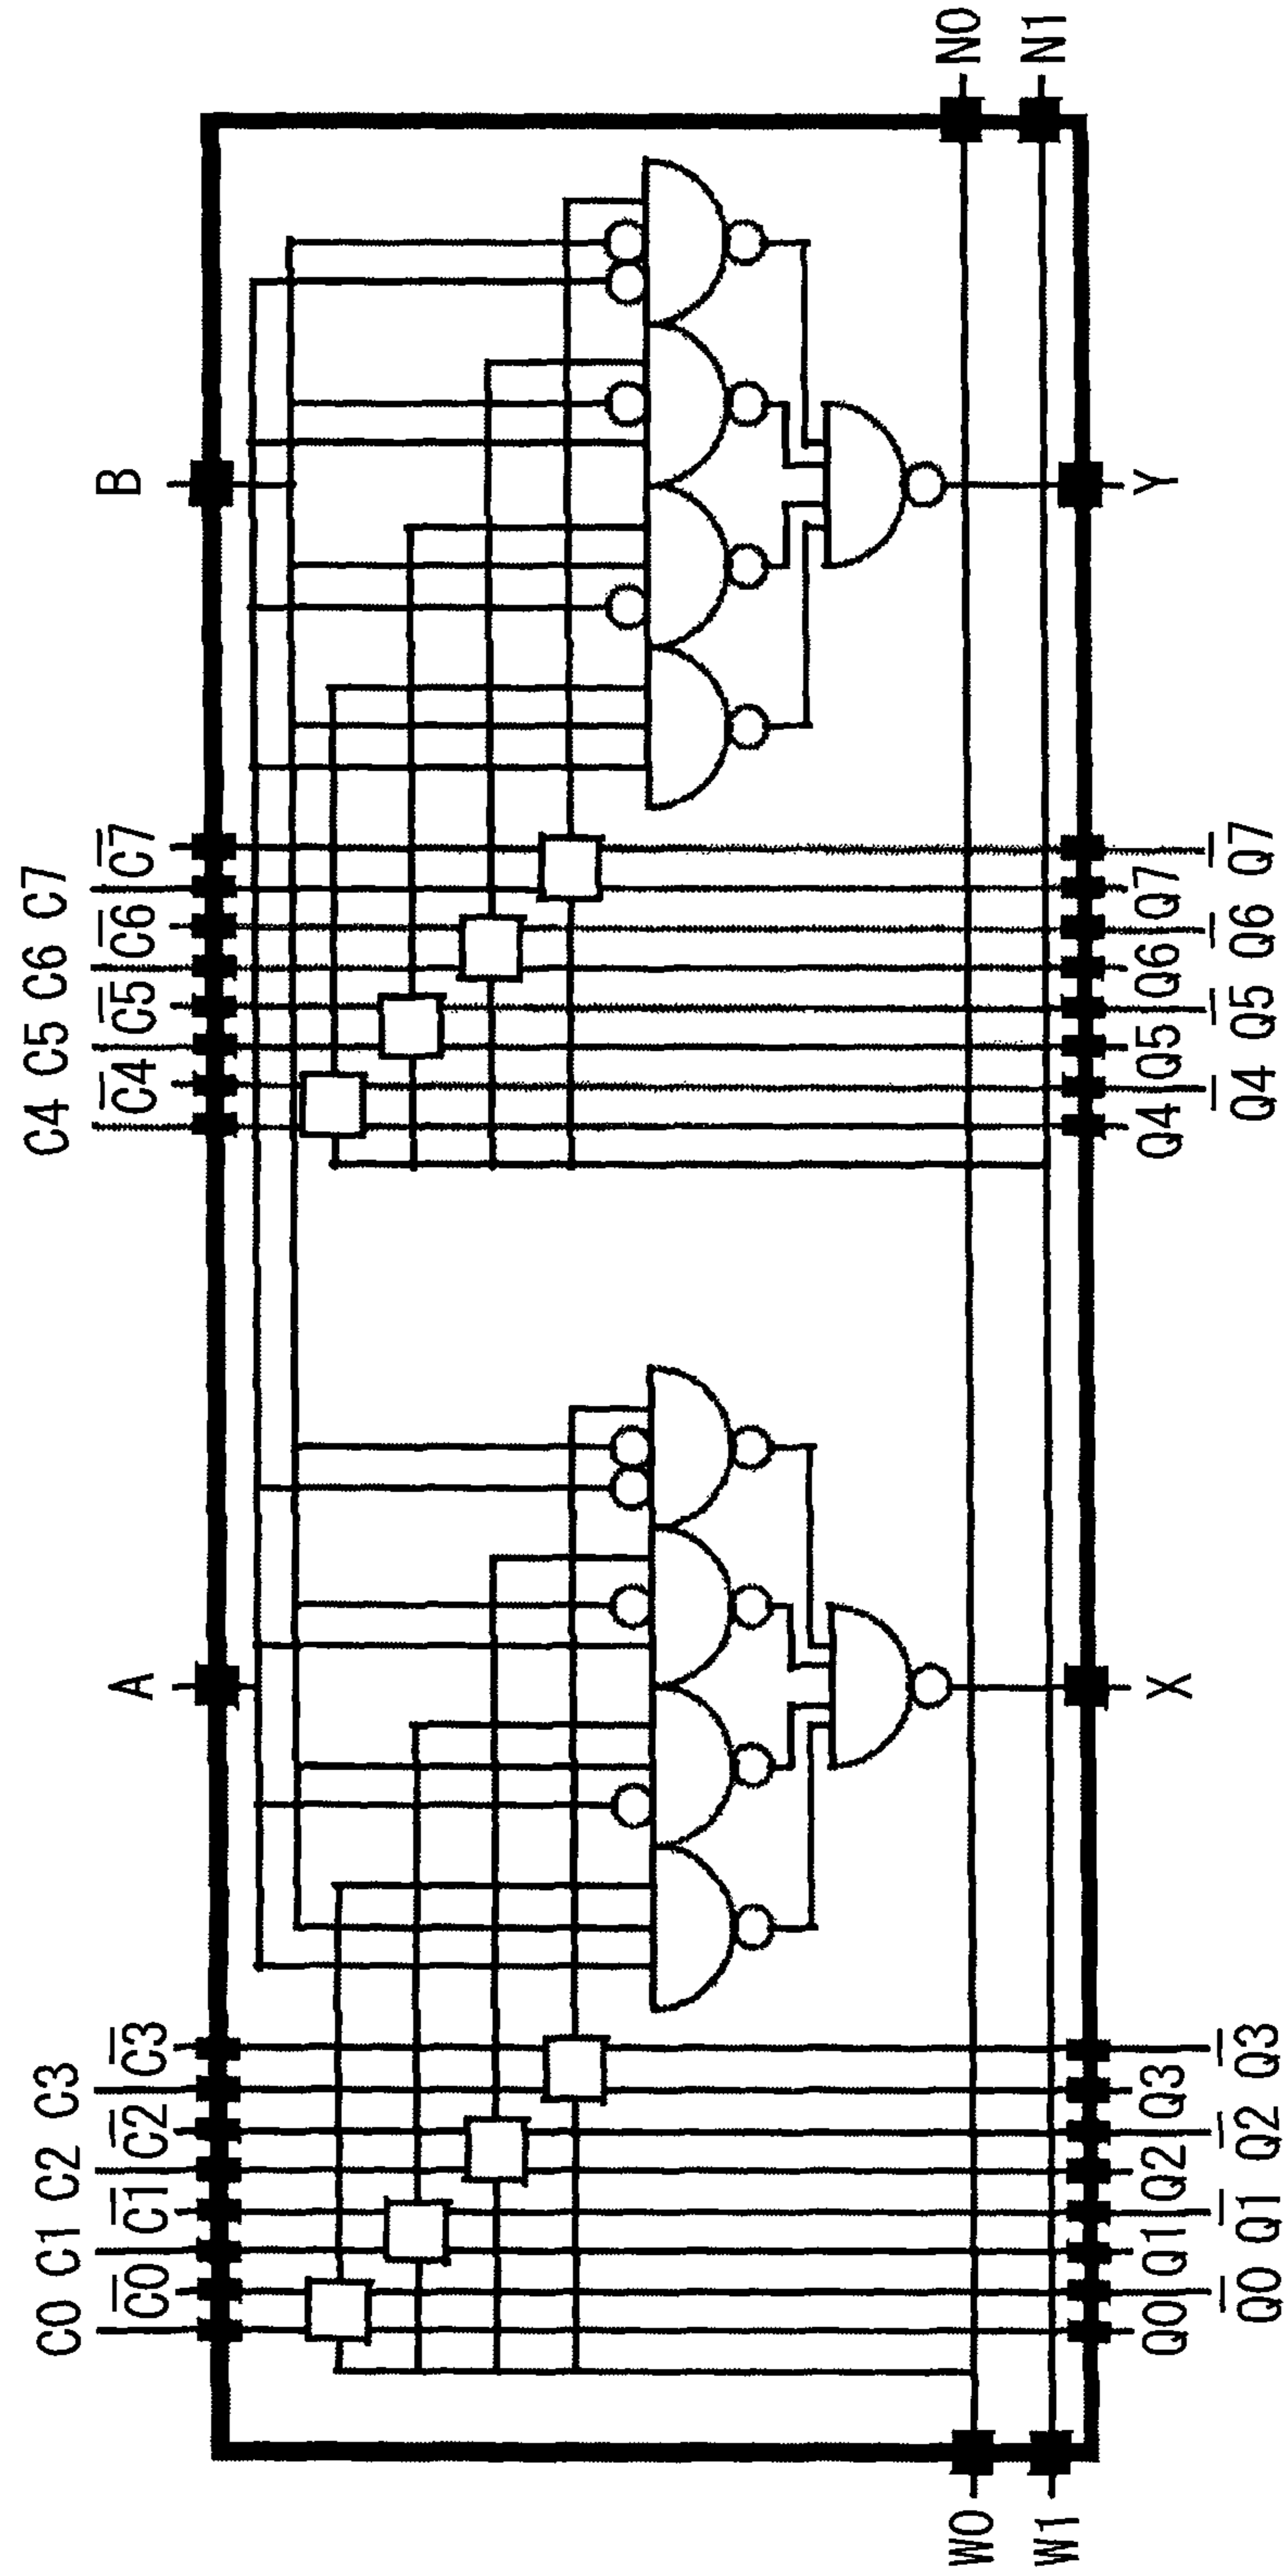 C0 C1 C2 C3 C4 C5 C6 C7
C̅0̅ C̅1̅ C̅2̅ C̅3̅ A C̅4̅ C̅5̅ C̅6̅ C̅7̅ B
W0 N0
W1 N1
Q0 Q1 Q2 Q3 X Q4 Q5 Q6 Q7 Y
Q̅0 Q̅1 Q̅2 Q̅3 Q̅4 Q̅5 Q̅6 Q̅7